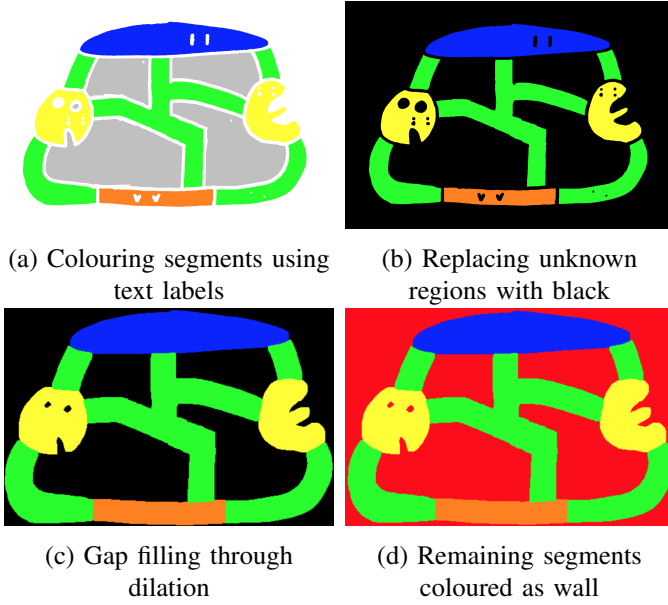 (a) Colouring segments using
text labels
(b) Replacing unknown
regions with black
(c) Gap filling through
dilation
(d) Remaining segments
coloured as wall